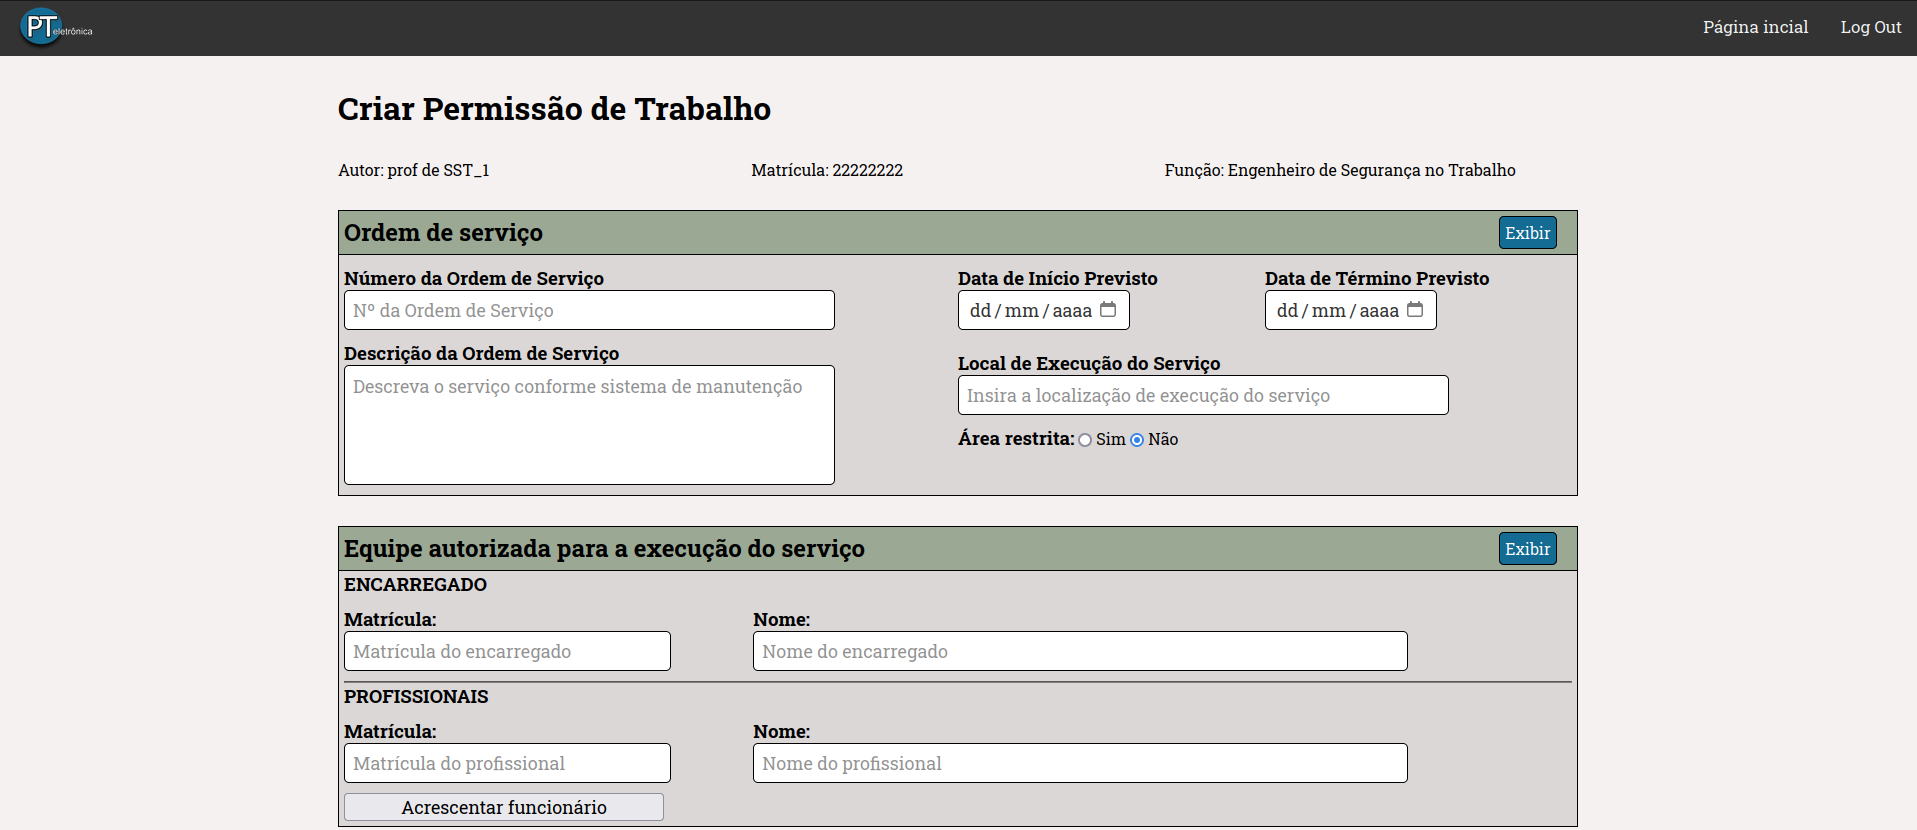 PT eletrônica
Página incial Log Out
Criar Permissão de Trabalho
Autor: prof de SST_1 Matrícula: 22222222 Função: Engenheiro de Segurança no Trabalho
Ordem de serviço Exibir
Número da Ordem de Serviço Data de Início Previsto Data de Término Previsto
Nº da Ordem de Serviço dd/mm/aaaa dd/mm/aaaa
Descrição da Ordem de Serviço Local de Execução do Serviço
Descreva o serviço conforme sistema de manutenção Insira a localização de execução do serviço
Área restrita: Sim Não
Equipe autorizada para a execução do serviço Exibir
ENCARREGADO
Matrícula: Nome:
Matrícula do encarregado Nome do encarregado
PROFISSIONAIS
Matrícula: Nome:
Matrícula do profissional Nome do profissional
Acrescentar funcionário